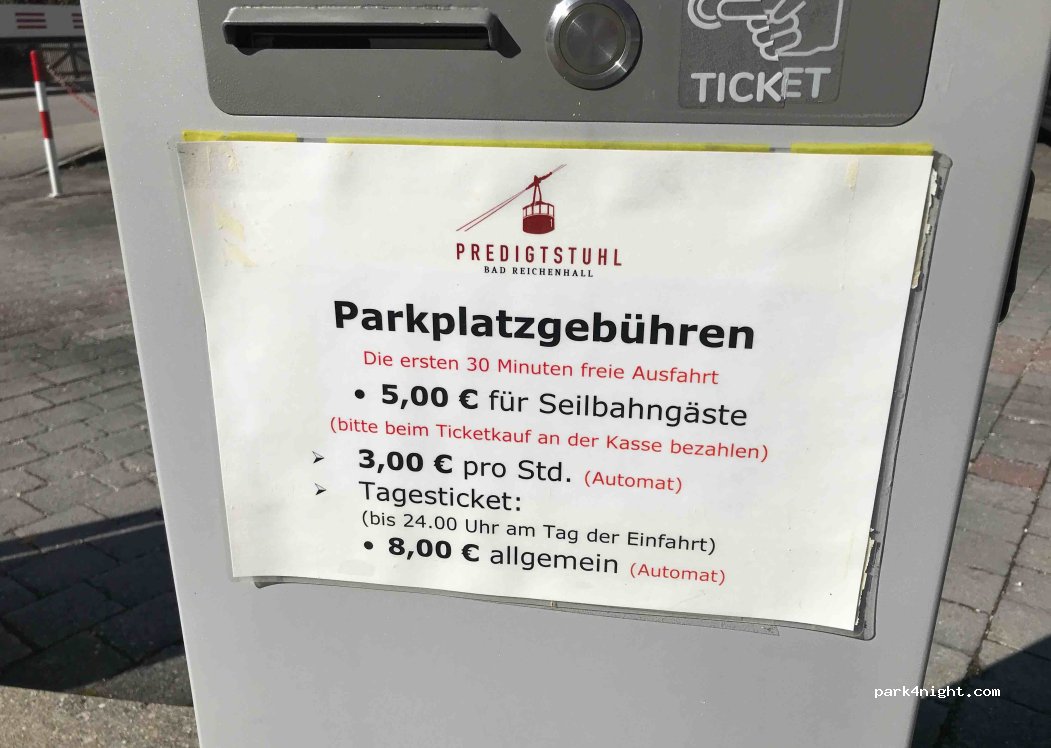 TICKET
PREDIGTSTUHL
BAD REICHENHALL
Parkplatzgebühren
Die ersten 30 Minuten freie Ausfahrt
• 5,00 € für Seilbahngäste
(bitte beim Ticketkauf an der Kasse bezahlen)
➢ 3,00 € pro Std. (Automat)
➢ Tagesticket:
(bis 24.00 Uhr am Tag der Einfahrt)
• 8,00 € allgemein (Automat)
park4night.com